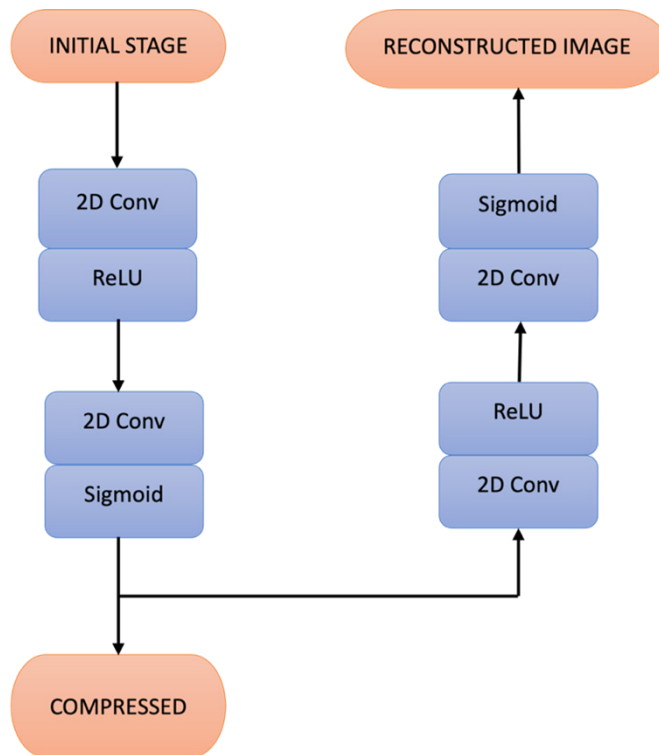 INITIAL STAGE
2D Conv
ReLU
2D Conv
Sigmoid
COMPRESSED
RECONSTRUCTED IMAGE
Sigmoid
2D Conv
ReLU
2D Conv